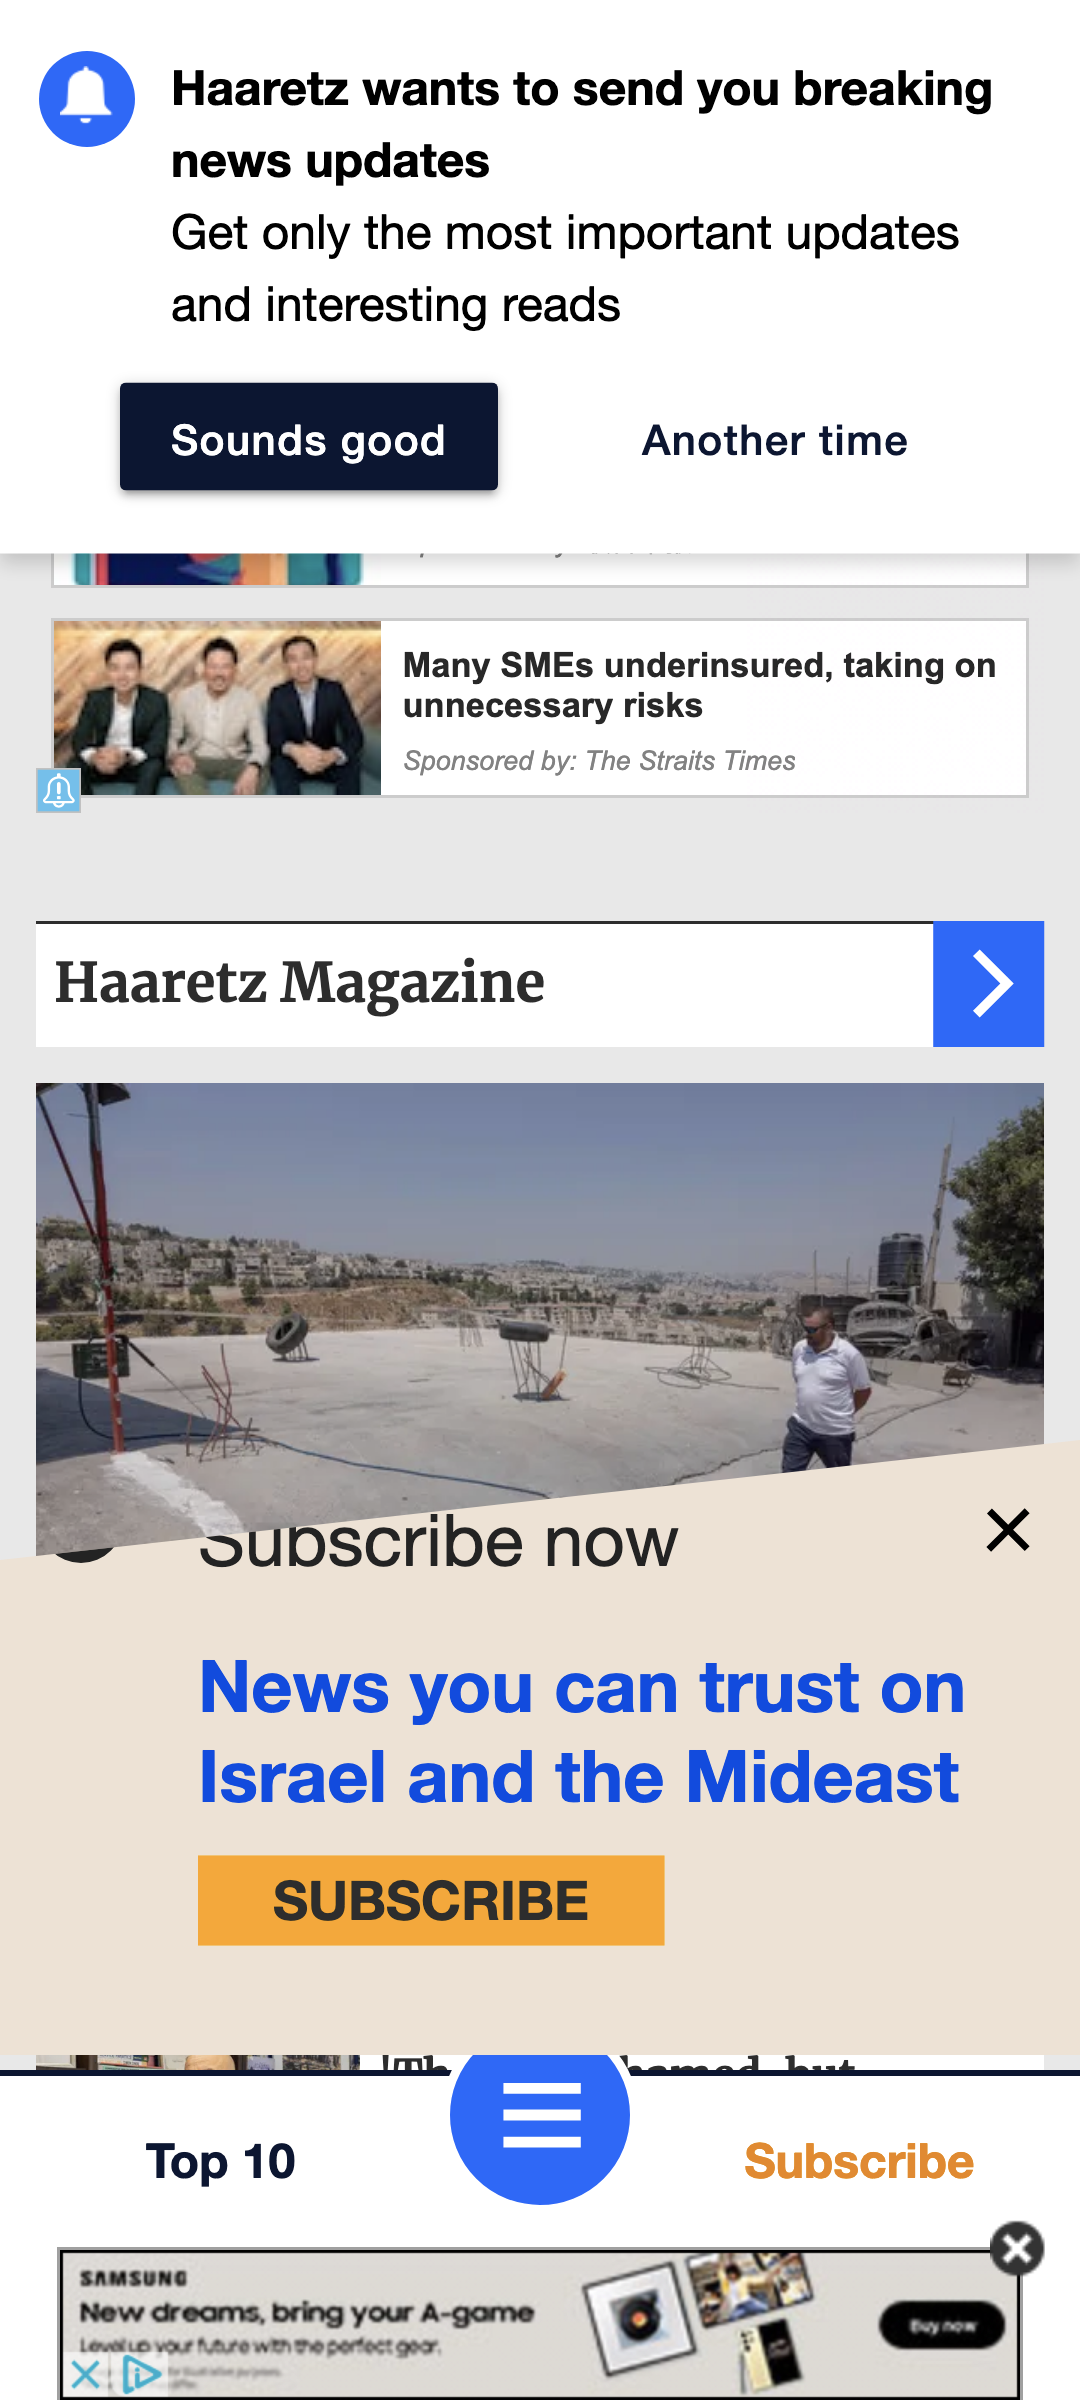 Haaretz wants to send you breaking
news updates
Get only the most important updates
and interesting reads
Sounds good
Another time
Many SMEs underinsured, taking on
unnecessary risks
Sponsored by: The Straits Times
Haaretz Magazine
Subscribe now
News you can trust on
Israel and the Mideast
SUBSCRIBE
Top 10
Subscribe
SAMSUNG
New dreams, bring your A-game
Level up your future with the perfect gear.
Buy now